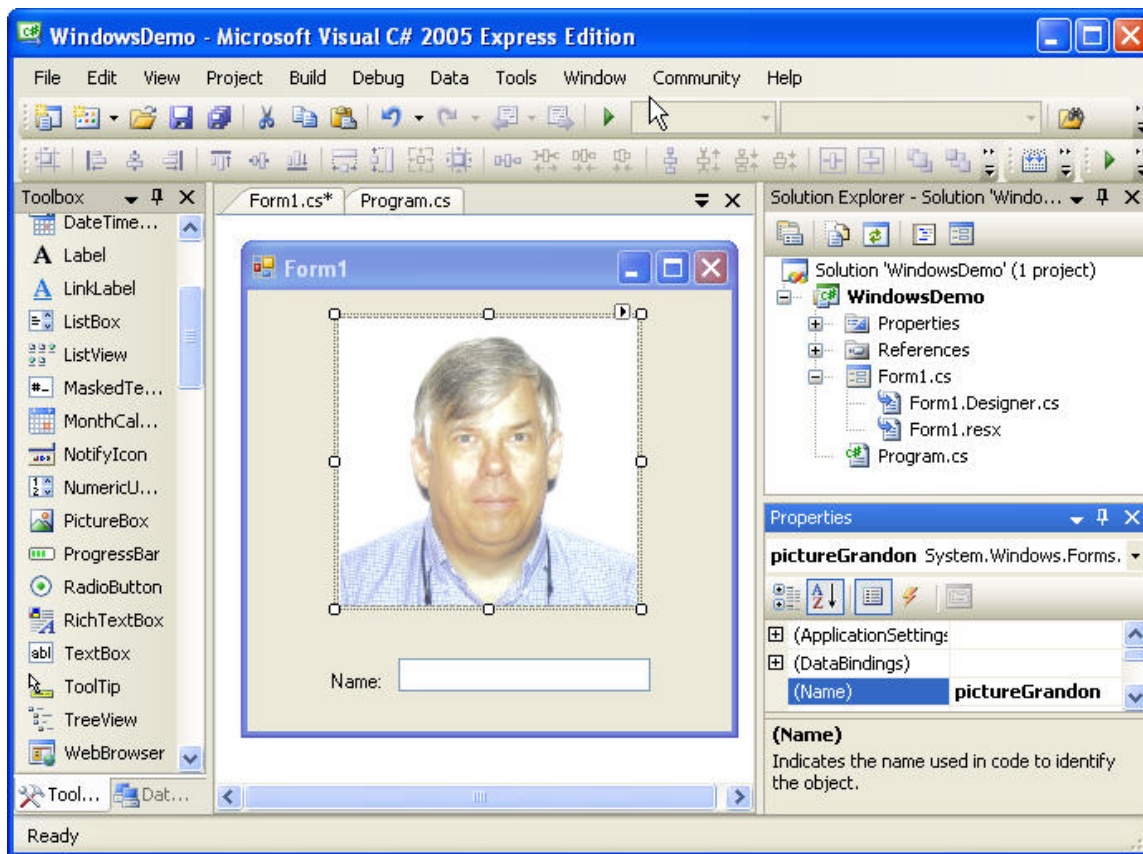 WindowsDemo - Microsoft Visual C# 2005 Express Edition
File Edit View Project Build Debug Data Tools Window Community Help
Toolbox
DateTime...
A Label
A LinkLabel
ListBox
ListView
#_ MaskedTe...
MonthCal...
NotifyIcon
NumericU...
PictureBox
ProgressBar
RadioButton
RichTextBox
abl TextBox
ToolTip
TreeView
WebBrowser
Tool... Dat...
Form1.cs* Program.cs
Form1
Name:
Solution Explorer - Solution 'Windo...
Solution 'WindowsDemo' (1 project)
WindowsDemo
Properties
References
Form1.cs
Form1.Designer.cs
Form1.resx
Program.cs
Properties
pictureGrandon System.Windows.Forms.
(ApplicationSettings
(DataBindings)
(Name) pictureGrandon
(Name)
Indicates the name used in code to identify
the object.
Ready